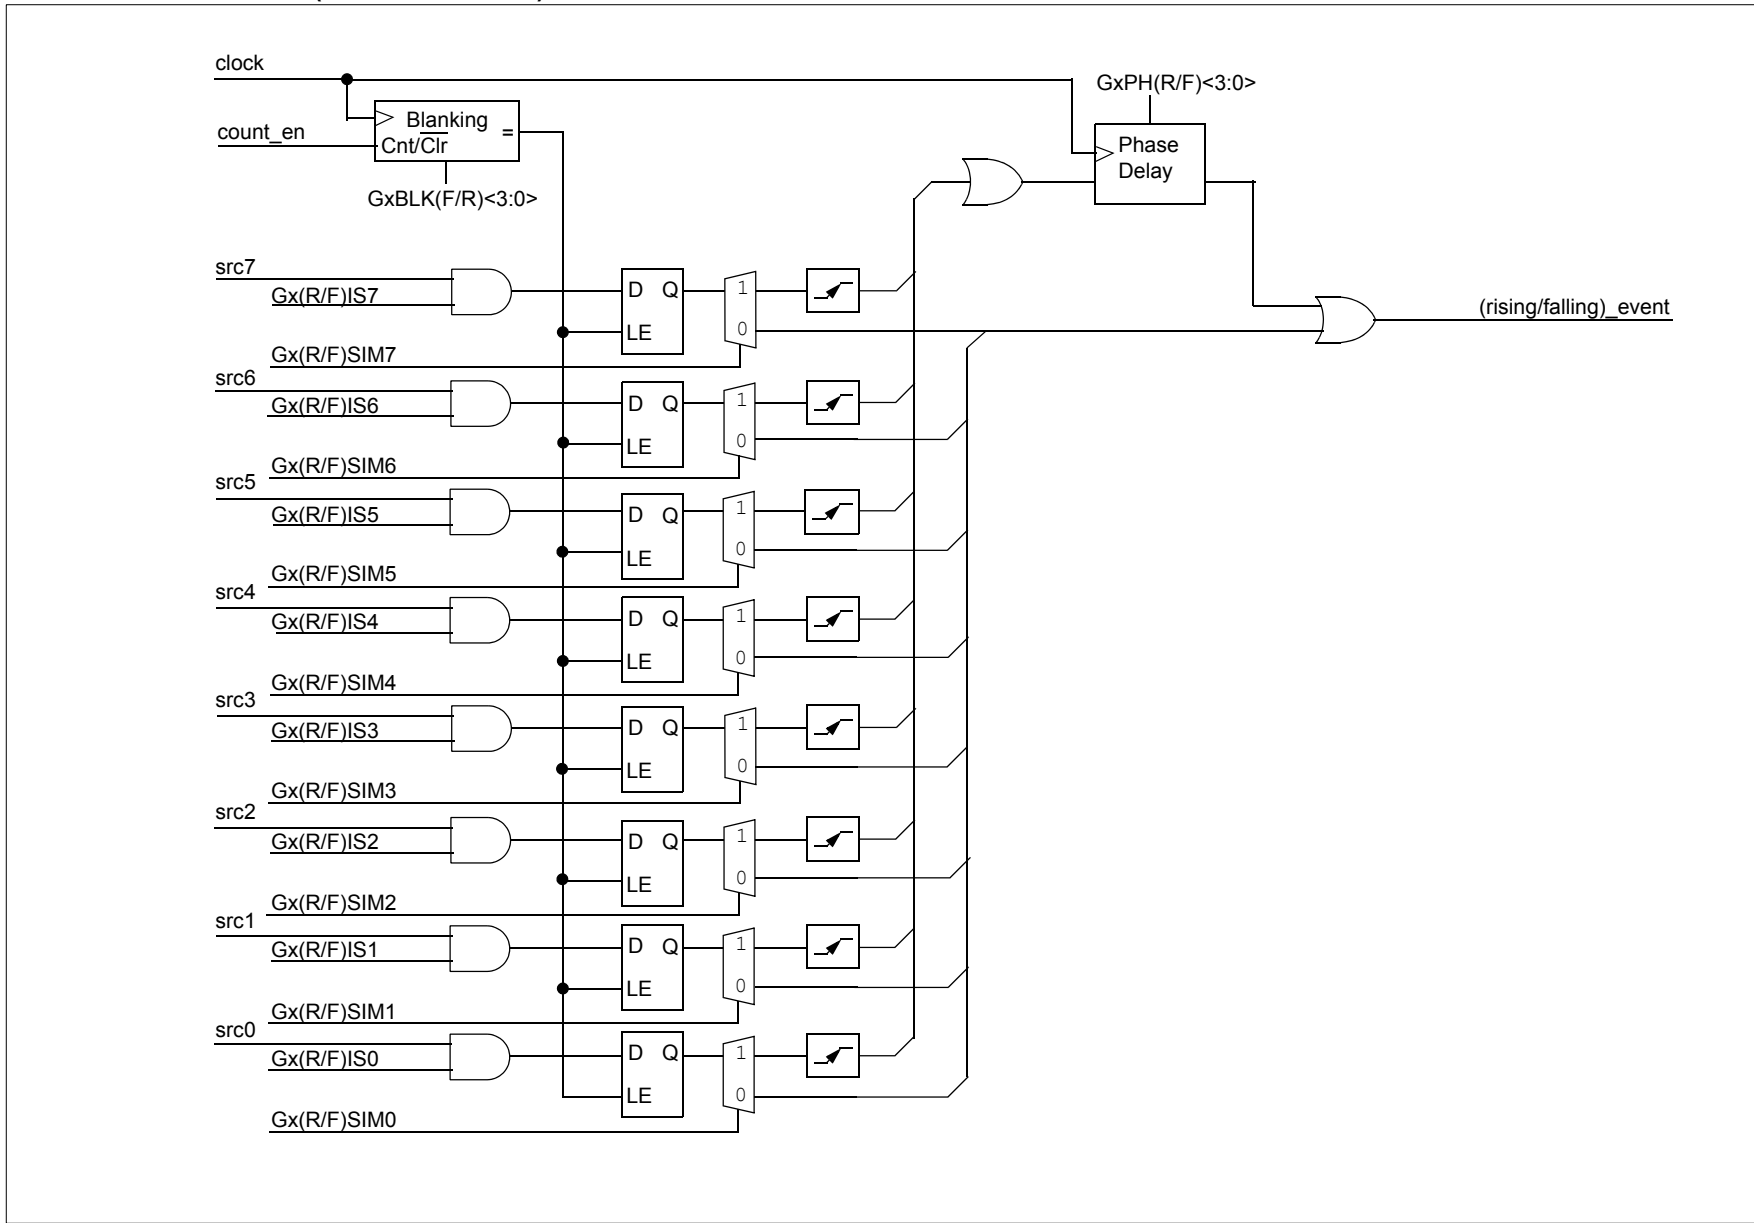 clock
GxPH(R/F)<3:0>
Blanking
=
count_en
Cnt/Clr
Phase
Delay
GxBLK(F/R)<3:0>
src7
Gx(R/F)IS7
D Q
LE
1
0
(rising/falling)_event
Gx(R/F)SIM7
src6
Gx(R/F)IS6
D Q
LE
1
0
Gx(R/F)SIM6
src5
Gx(R/F)IS5
D Q
LE
1
0
Gx(R/F)SIM5
src4
Gx(R/F)IS4
D Q
LE
1
0
Gx(R/F)SIM4
src3
Gx(R/F)IS3
D Q
LE
1
0
Gx(R/F)SIM3
src2
Gx(R/F)IS2
D Q
LE
1
0
Gx(R/F)SIM2
src1
Gx(R/F)IS1
D Q
LE
1
0
Gx(R/F)SIM1
src0
Gx(R/F)IS0
D Q
LE
1
0
Gx(R/F)SIM0